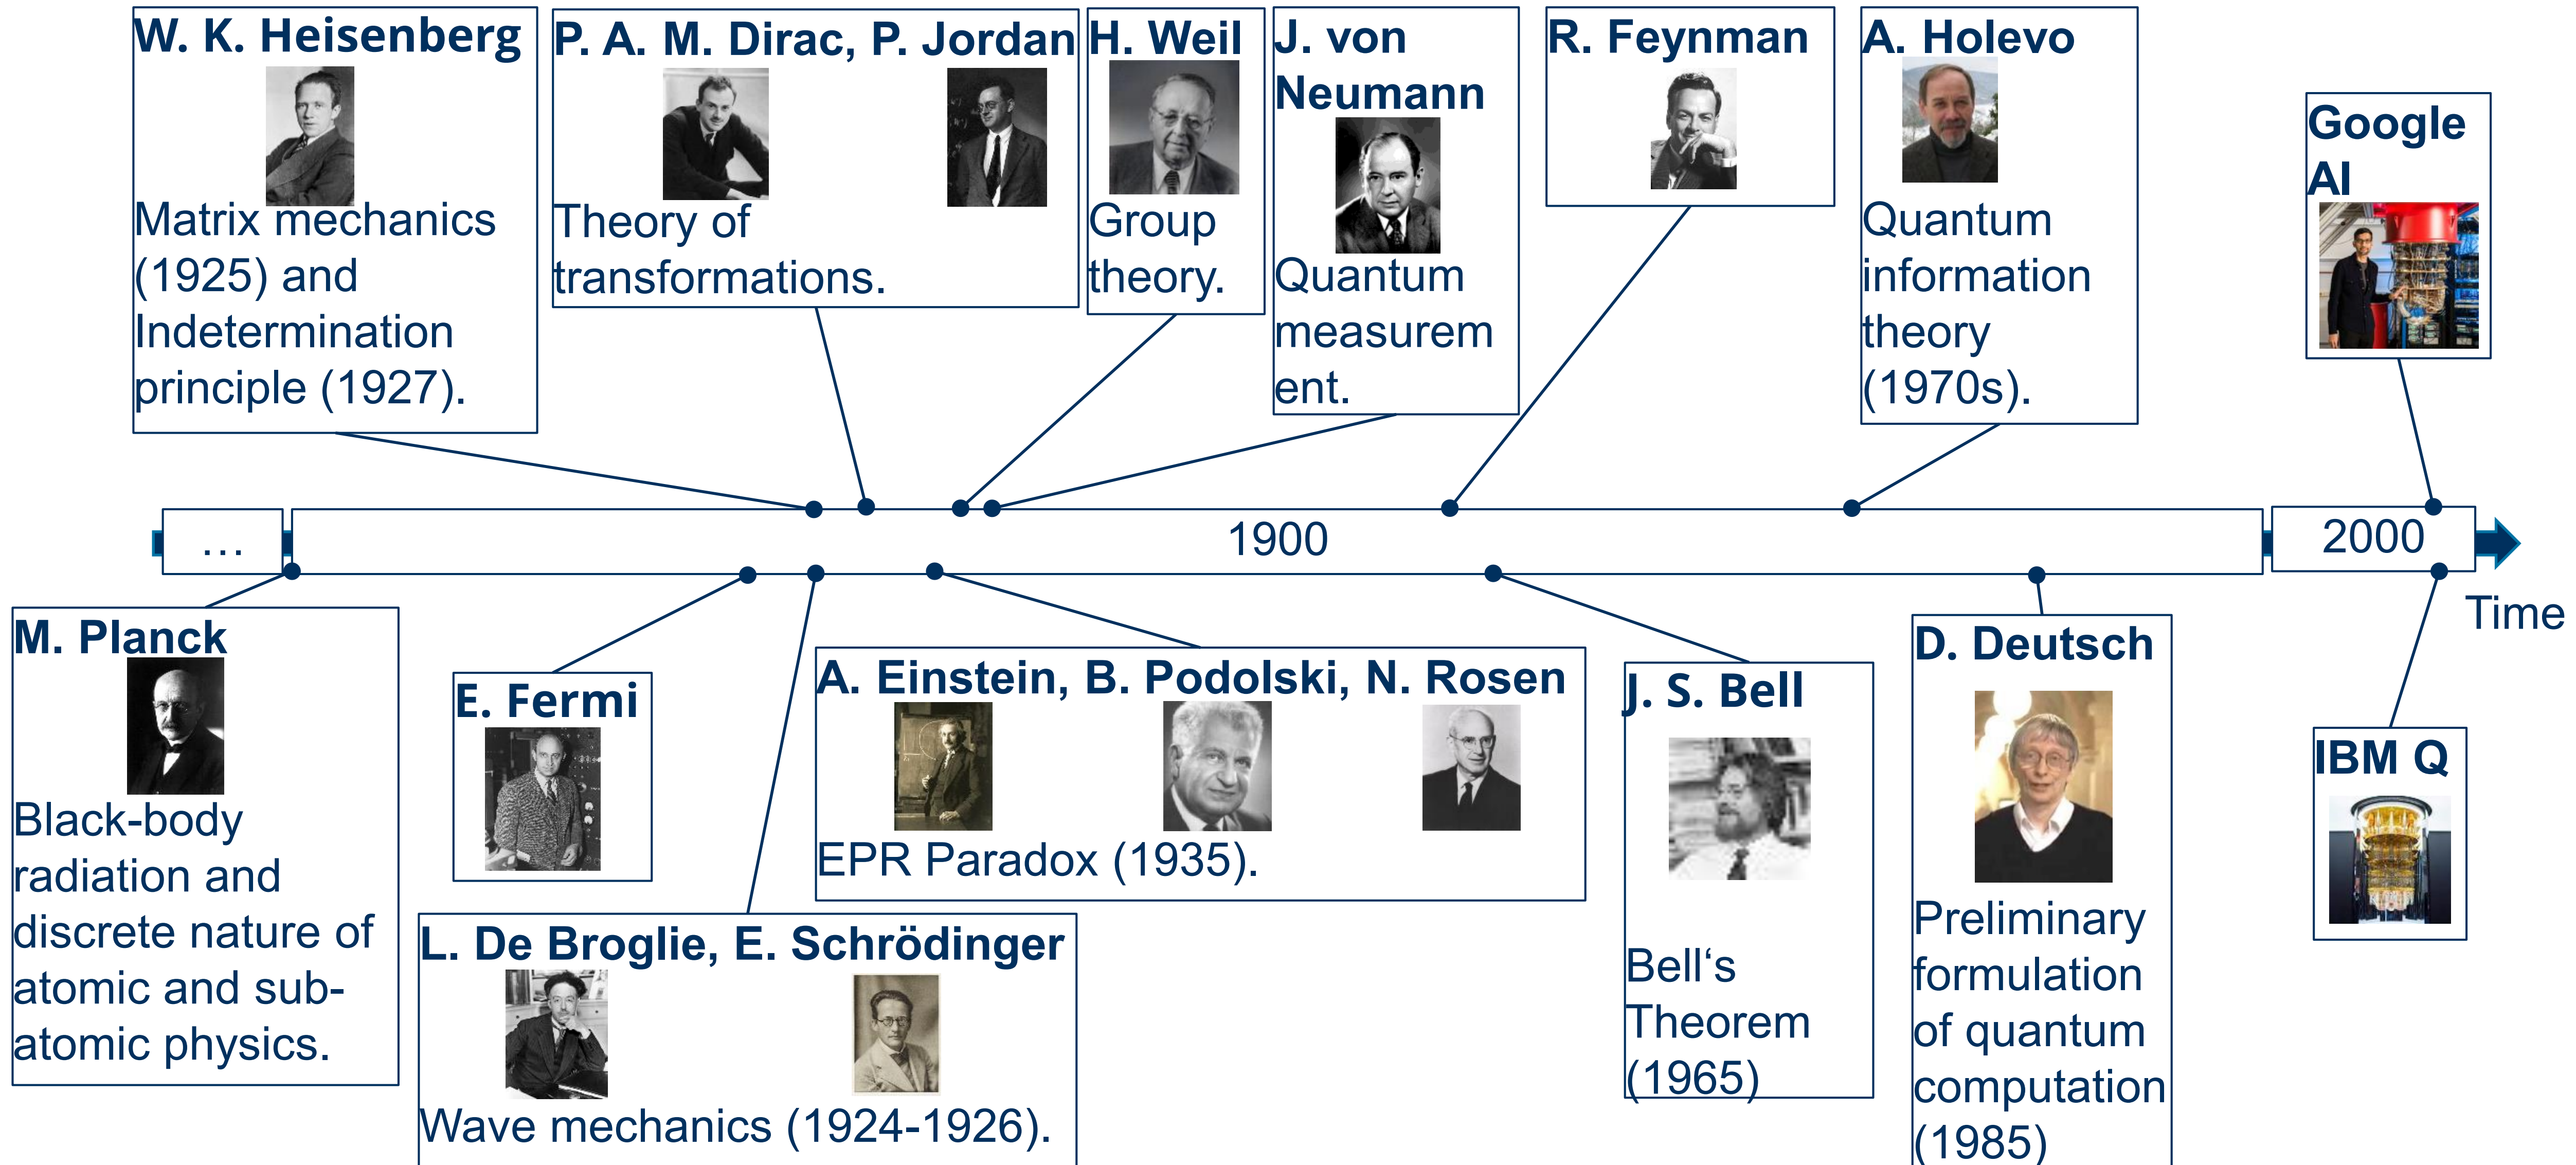 W. K. Heisenberg
Matrix mechanics
(1925) and
Indetermination
principle (1927).
P. A. M. Dirac, P. Jordan
Theory of
transformations.
H. Weil
Group
theory.
J. von
Neumann
Quantum
measurem
ent.
R. Feynman
A. Holevo
Quantum
information
theory
(1970s).
Google
AI
...
1900
2000
Time
M. Planck
Black-body
radiation and
discrete nature of
atomic and sub-
atomic physics.
E. Fermi
L. De Broglie, E. Schrödinger
Wave mechanics (1924-1926).
A. Einstein, B. Podolski, N. Rosen
EPR Paradox (1935).
J. S. Bell
Bell‘s
Theorem
(1965)
D. Deutsch
Preliminary
formulation
of quantum
computation
(1985)
IBM Q